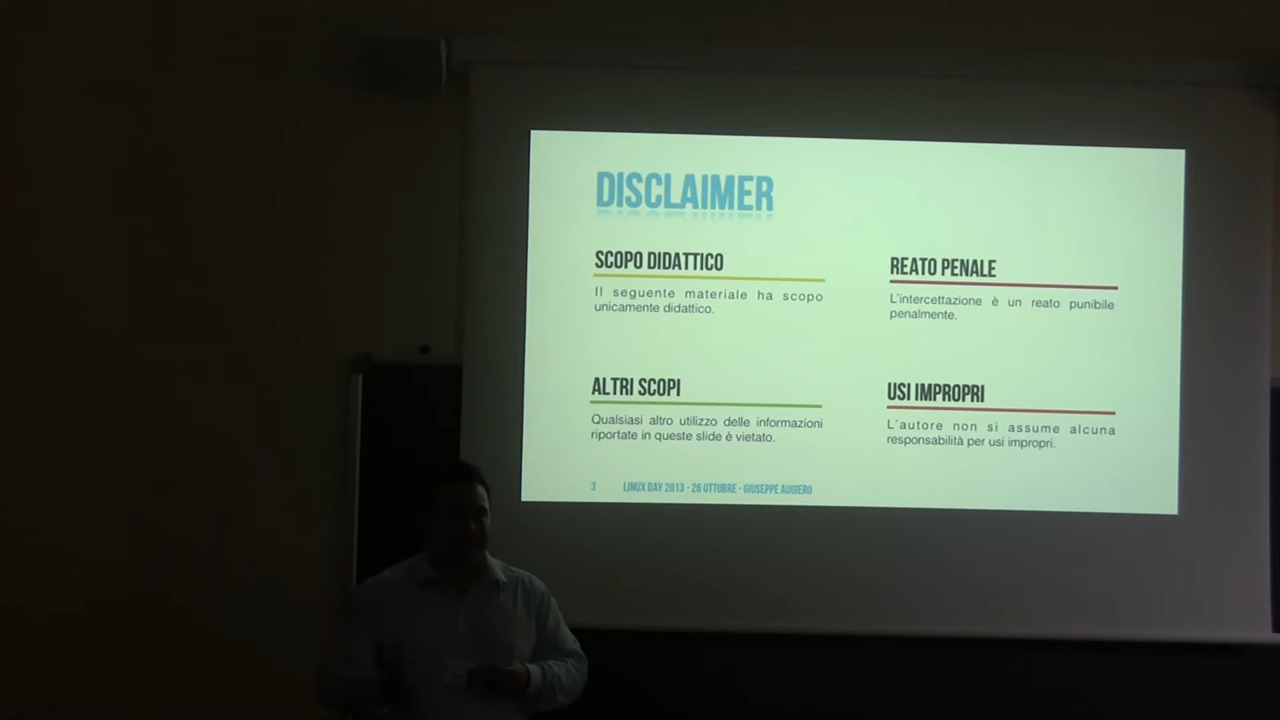 DISCLAIMER
SCOPO DIDATTICO
Il seguente materiale ha scopo
unicamente didattico.
REATO PENALE
L'intercettazione è un reato punibile
penalmente.
ALTRI SCOPI
Qualsiasi altro utilizzo delle informazioni
riportate in queste slide è vietato.
USI IMPROPRI
L'autore non si assume alcuna
responsabilità per usi impropri.
3 LINUX DAY 2013 - 26 OTTOBRE - GIUSEPPE AUGIERO